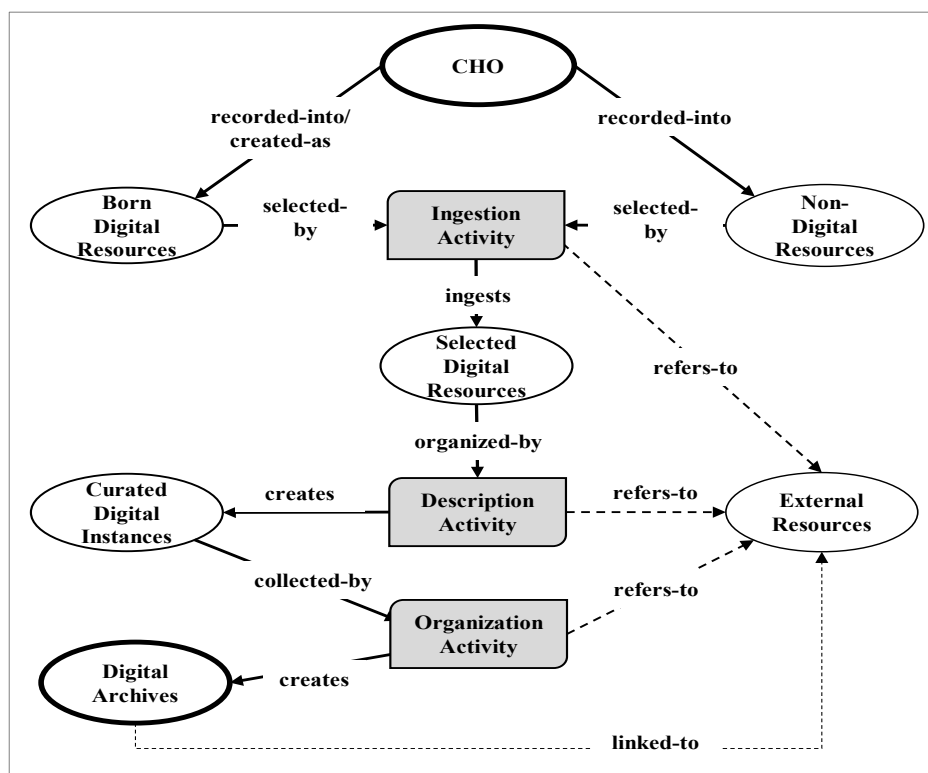 CHO
recorded-into/
created-as
recorded-into
Born
Digital
Resources
selected-
by
Ingestion
Activity
selected-
by
Non-
Digital
Resources
ingests
Selected
Digital
Resources
refers-to
organized-by
Curated
Digital
Instances
creates
Description
Activity
refers-to
External
Resources
collected-by
refers-to
Organization
Activity
Digital
Archives
creates
linked-to